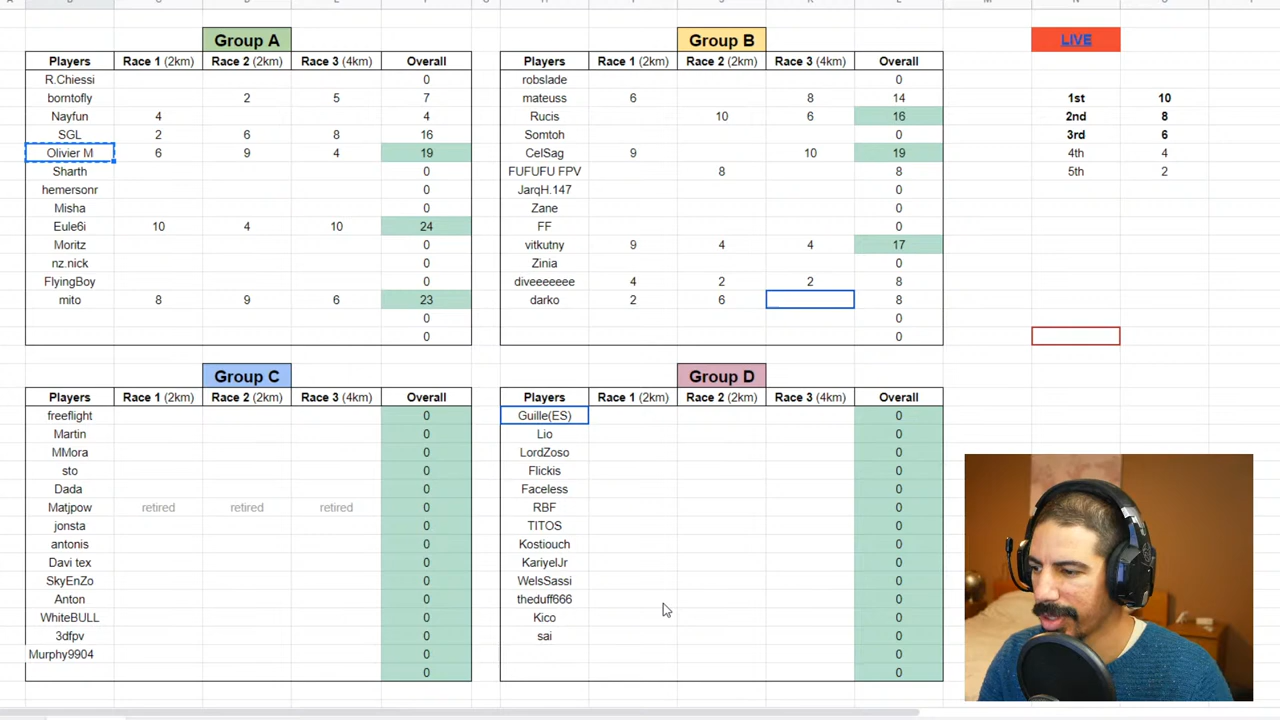 Group A
Players Race 1 (2km) Race 2 (2km) Race 3 (4km) Overall
R.Chiessi 0
borntofly 2 5 7
Nayfun 4 4
SGL 2 6 8 16
Olivier M 6 9 4 19
Sharth 0
hemersonr 0
Misha 0
Eule6i 10 4 10 24
Moritz 0
nz.nick 0
FlyingBoy 0
mito 8 9 6 23
0
0
Group B
Players Race 1 (2km) Race 2 (2km) Race 3 (4km) Overall
robslade 0
mateuss 6 8 14
Rucis 10 6 16
Somtoh 0
CelSag 9 10 19
FUFUFU FPV 8 8
JarqH.147 0
Zane 0
FF 0
vitkutny 9 4 4 17
Zinia 0
diveeeeeee 4 2 2 8
darko 2 6 8
0
0
LIVE
1st 10
2nd 8
3rd 6
4th 4
5th 2
Group C
Players Race 1 (2km) Race 2 (2km) Race 3 (4km) Overall
freeflight 0
Martin 0
MMora 0
sto 0
Dada 0
Matjpow retired retired retired 0
jonsta 0
antonis 0
Davi tex 0
SkyEnZo 0
Anton 0
WhiteBULL 0
3dfpv 0
Murphy9904 0
0
Group D
Players Race 1 (2km) Race 2 (2km) Race 3 (4km) Overall
Guille(ES) 0
Lio 0
LordZoso 0
Flickis 0
Faceless 0
RBF 0
TITOS 0
Kostiouch 0
KariyelJr 0
WelsSassi 0
theduff666 0
Kico 0
sai 0
0
0